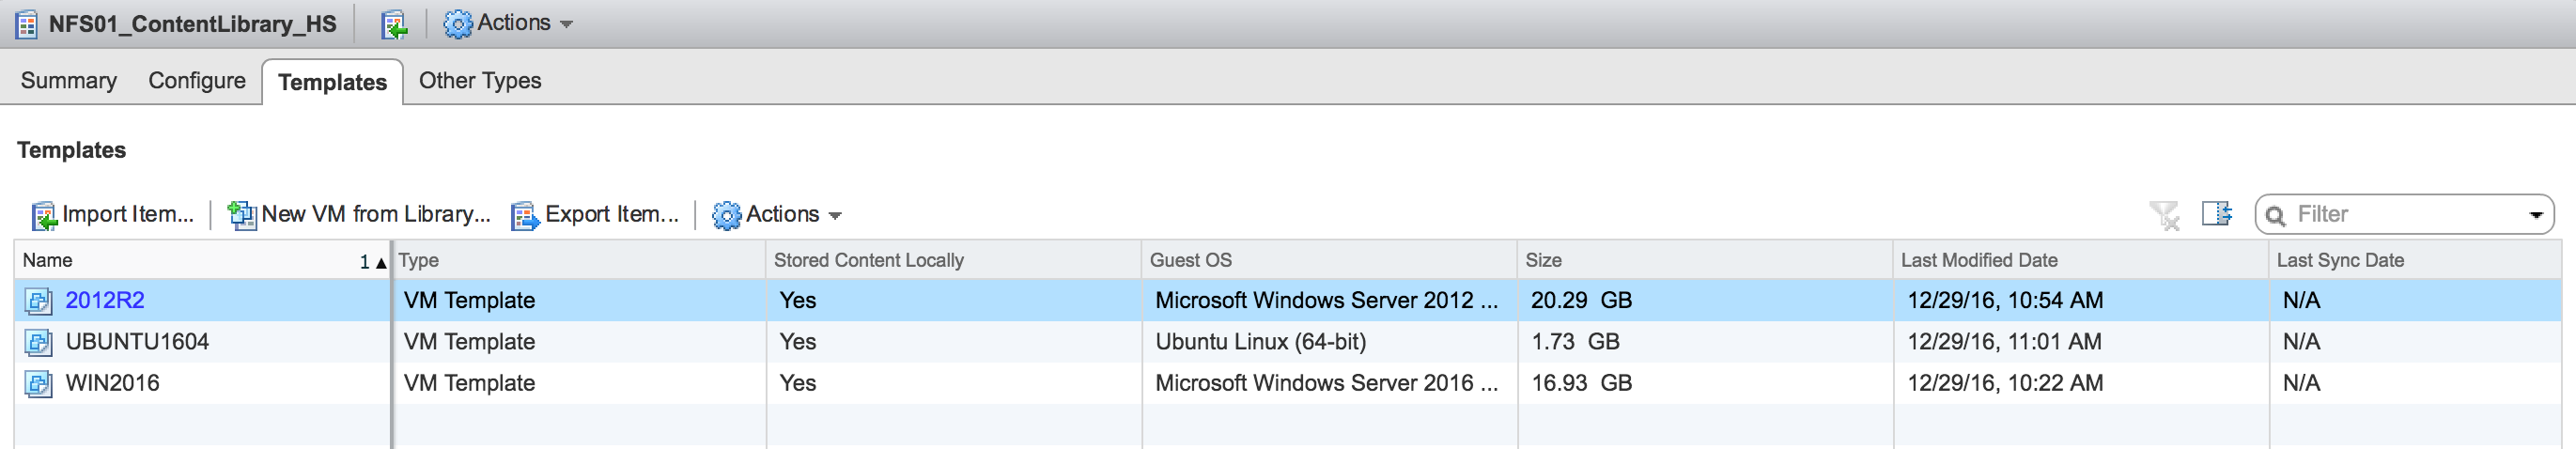 NFS01_ContentLibrary_HS Actions
Summary Configure Templates Other Types
Templates
Import Item... New VM from Library... Export Item... Actions Filter
Name 1 Type Stored Content Locally Guest OS Size Last Modified Date Last Sync Date
2012R2 VM Template Yes Microsoft Windows Server 2012 ... 20.29 GB 12/29/16, 10:54 AM N/A
UBUNTU1604 VM Template Yes Ubuntu Linux (64-bit) 1.73 GB 12/29/16, 11:01 AM N/A
WIN2016 VM Template Yes Microsoft Windows Server 2016 ... 16.93 GB 12/29/16, 10:22 AM N/A